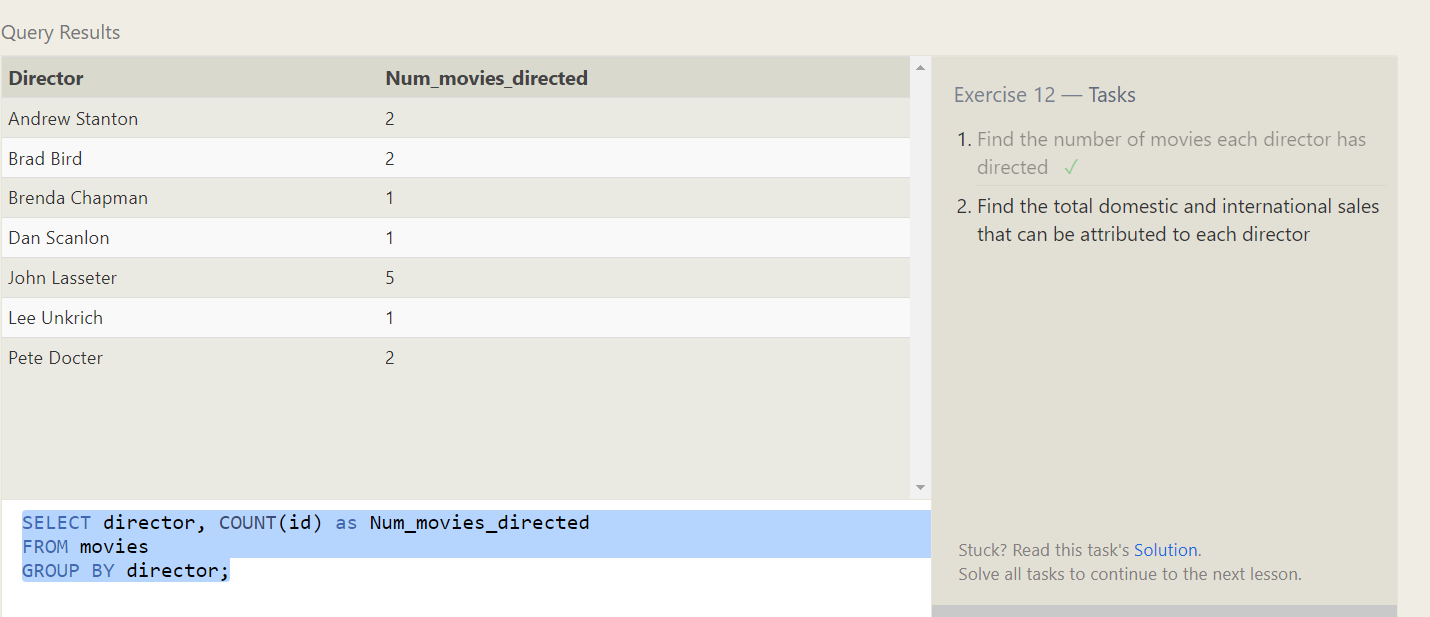 Query Results
Director Num_movies_directed
Andrew Stanton 2
Brad Bird 2
Brenda Chapman 1
Dan Scanlon 1
John Lasseter 5
Lee Unkrich 1
Pete Docter 2
SELECT director, COUNT(id) as Num_movies_directed
FROM movies
GROUP BY director;
Exercise 12 — Tasks
1. Find the number of movies each director has
directed ✓
2. Find the total domestic and international sales
that can be attributed to each director
Stuck? Read this task's Solution.
Solve all tasks to continue to the next lesson.